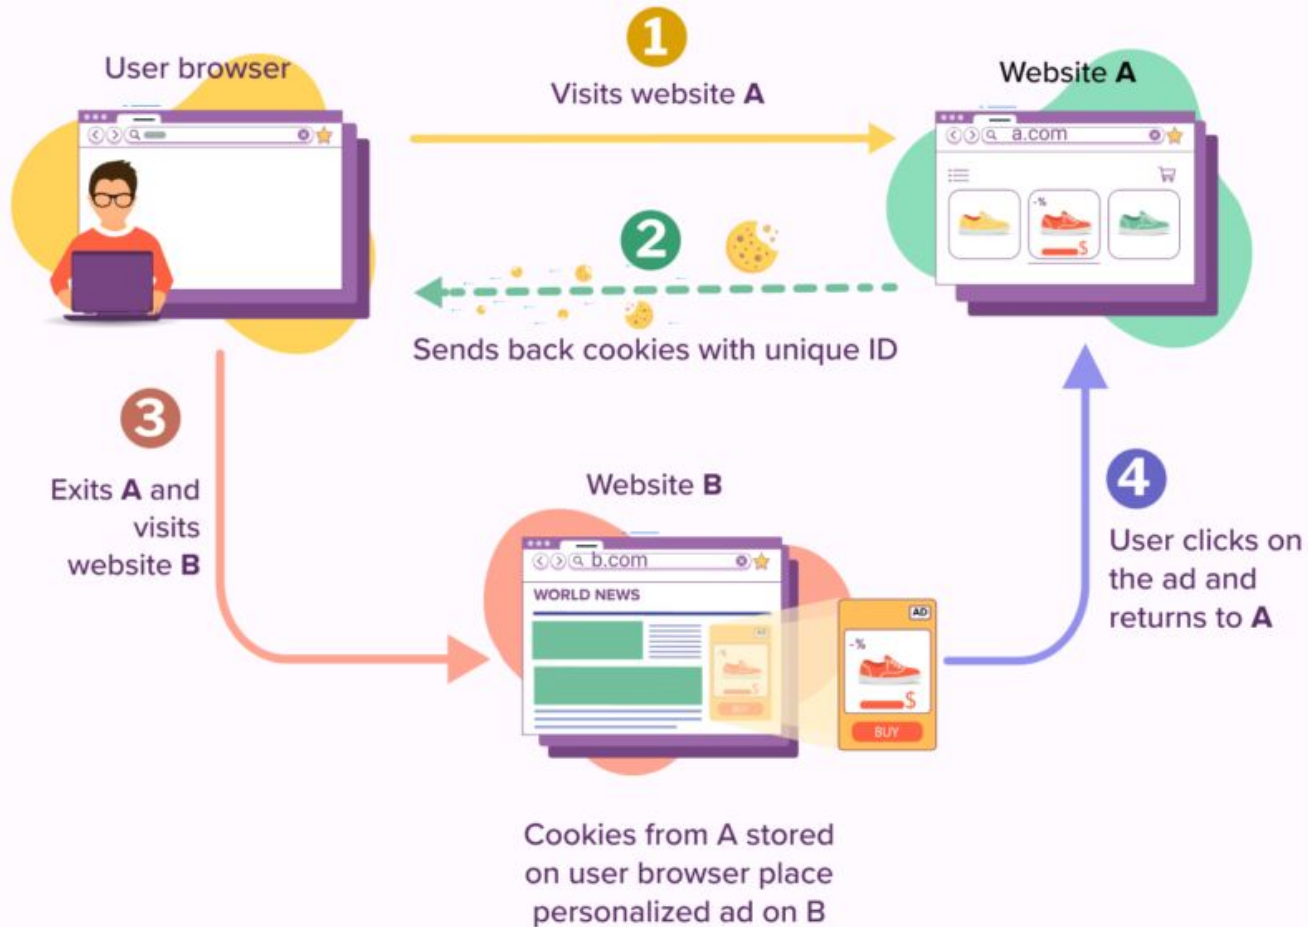 1
User browser
Visits website A
Website A
a.com
-%
$
2
Sends back cookies with unique ID
3
Exits A and
visits
website B
Website B
b.com
WORLD NEWS
AD
-%
$
BUY
AD
-%
$
BUY
4
User clicks on
the ad and
returns to A
Cookies from A stored
on user browser place
personalized ad on B